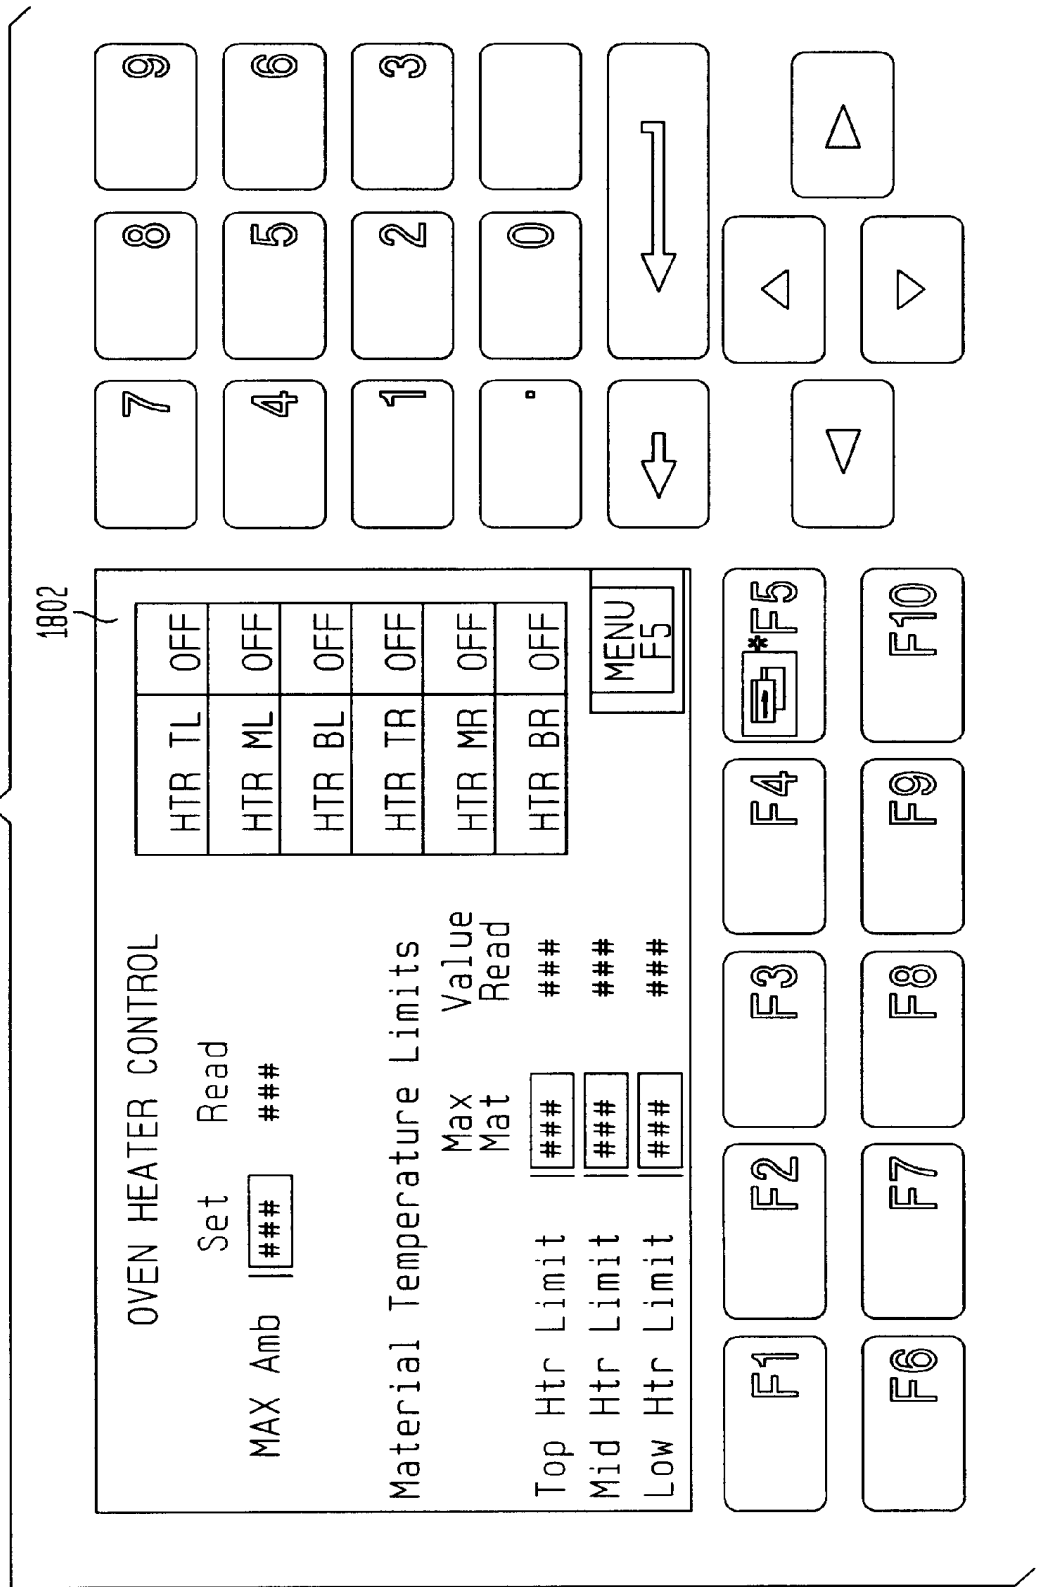 1802
OVEN HEATER CONTROL
Set Read
MAX Amb ### ###
Material Temperature Limits
Max Value
Mat Read
Top Htr Limit ### ###
Mid Htr Limit ### ###
Low Htr Limit ### ###
HTR TL OFF
HTR ML OFF
HTR BL OFF
HTR TR OFF
HTR MR OFF
HTR BR OFF
MENU
F5
7 8 9
4 5 6
1 2 3
. 0
F1 F2 F3 F4 *F5
F6 F7 F8 F9 F10